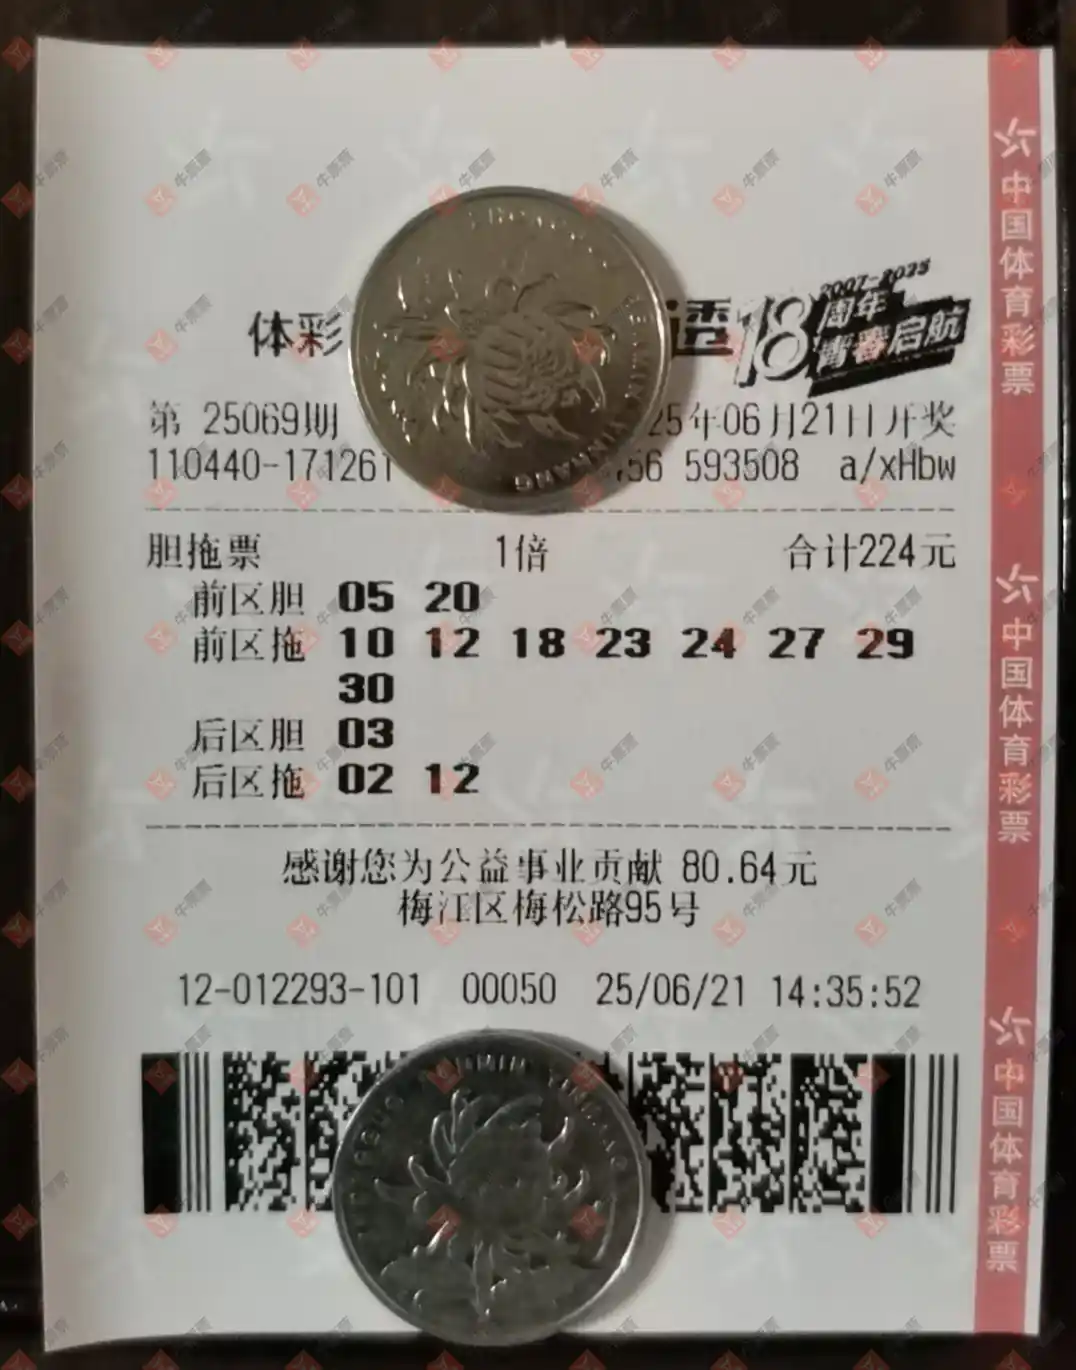 体彩 透
2007-2025
18周年
青春启航
第 25069期 25年06月21日开奖
110440-171261 56 593508 a/xHbw
胆拖票 1倍 合计224元
前区胆 05 20
前区拖 10 12 18 23 24 27 29
30
后区胆 03
后区拖 02 12
感谢您为公益事业贡献 80.64元
梅江区梅松路95号
12-012293-101 00050 25/06/21 14:35:52
中国体育彩票
中国体育彩票
中国体育彩票
牛票票